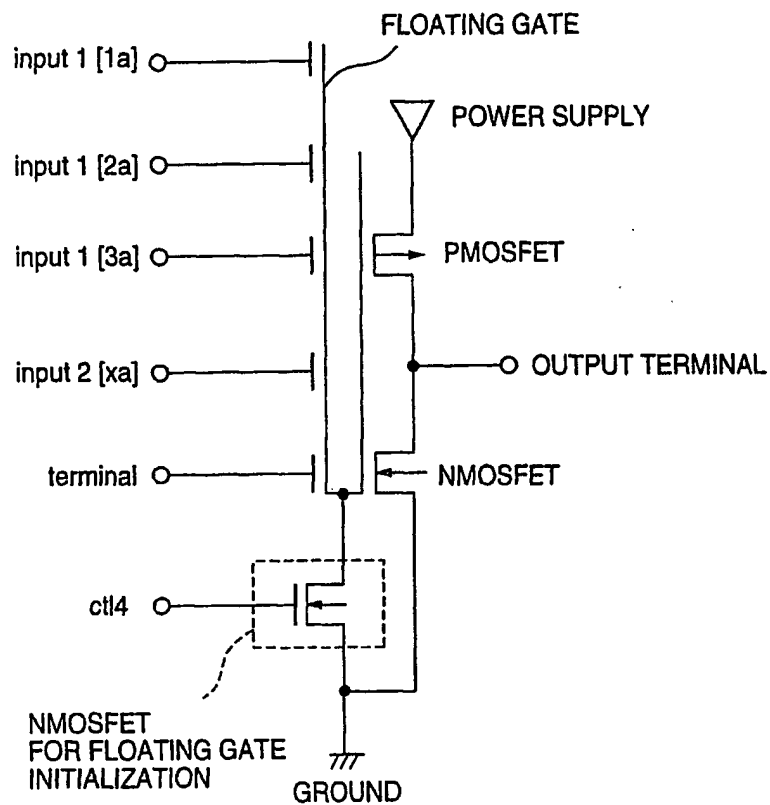 FLOATING GATE
input 1 [1a]
POWER SUPPLY
input 1 [2a]
input 1 [3a]
PMOSFET
input 2 [xa]
OUTPUT TERMINAL
terminal
NMOSFET
ctl4
NMOSFET
FOR FLOATING GATE
INITIALIZATION
GROUND